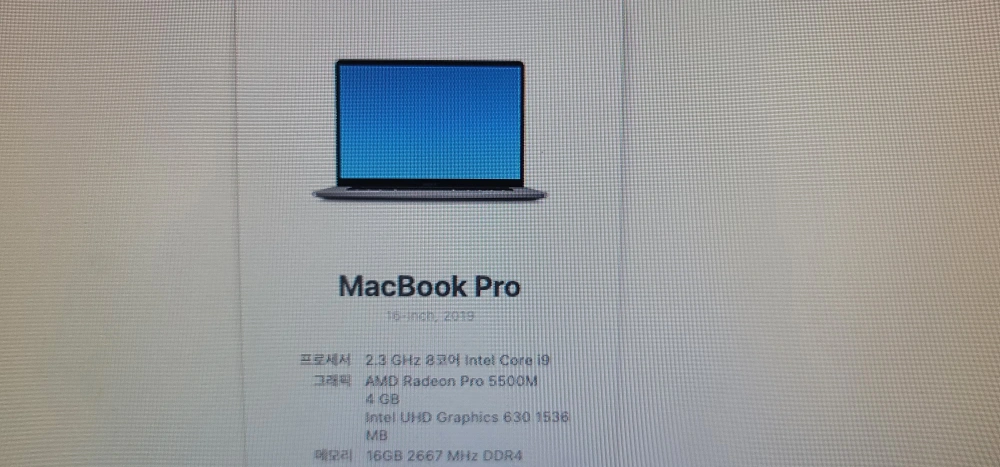 MacBook Pro
16-inch, 2019
프로세서 2.3 GHz 8코어 Intel Core i9
그래픽 AMD Radeon Pro 5500M
4 GB
Intel UHD Graphics 630 1536
MB
메모리 16GB 2667 MHz DDR4